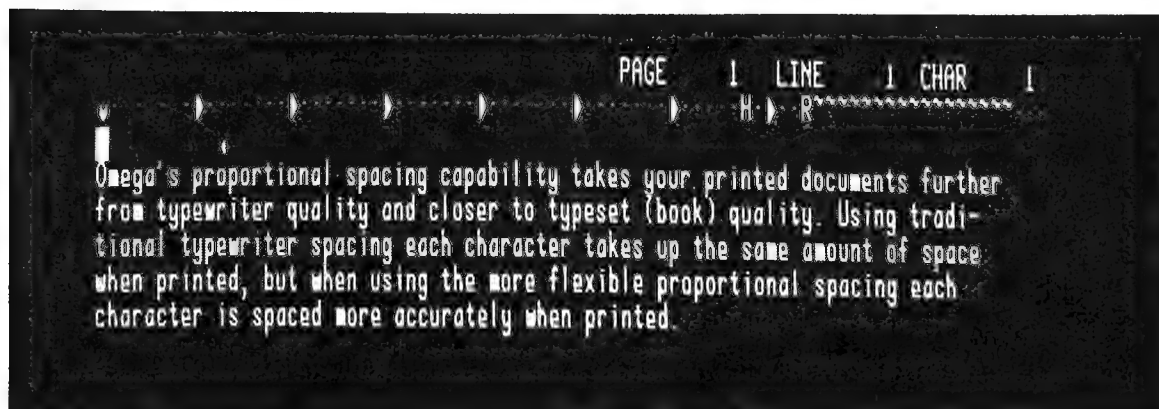 PAGE 1 LINE 1 CHAR 1
H R
Omega's proportional spacing capability takes your printed documents further
from typewriter quality and closer to typeset (book) quality. Using tradi-
tional typewriter spacing each character takes up the same amount of space
when printed, but when using the more flexible proportional spacing each
character is spaced more accurately when printed.